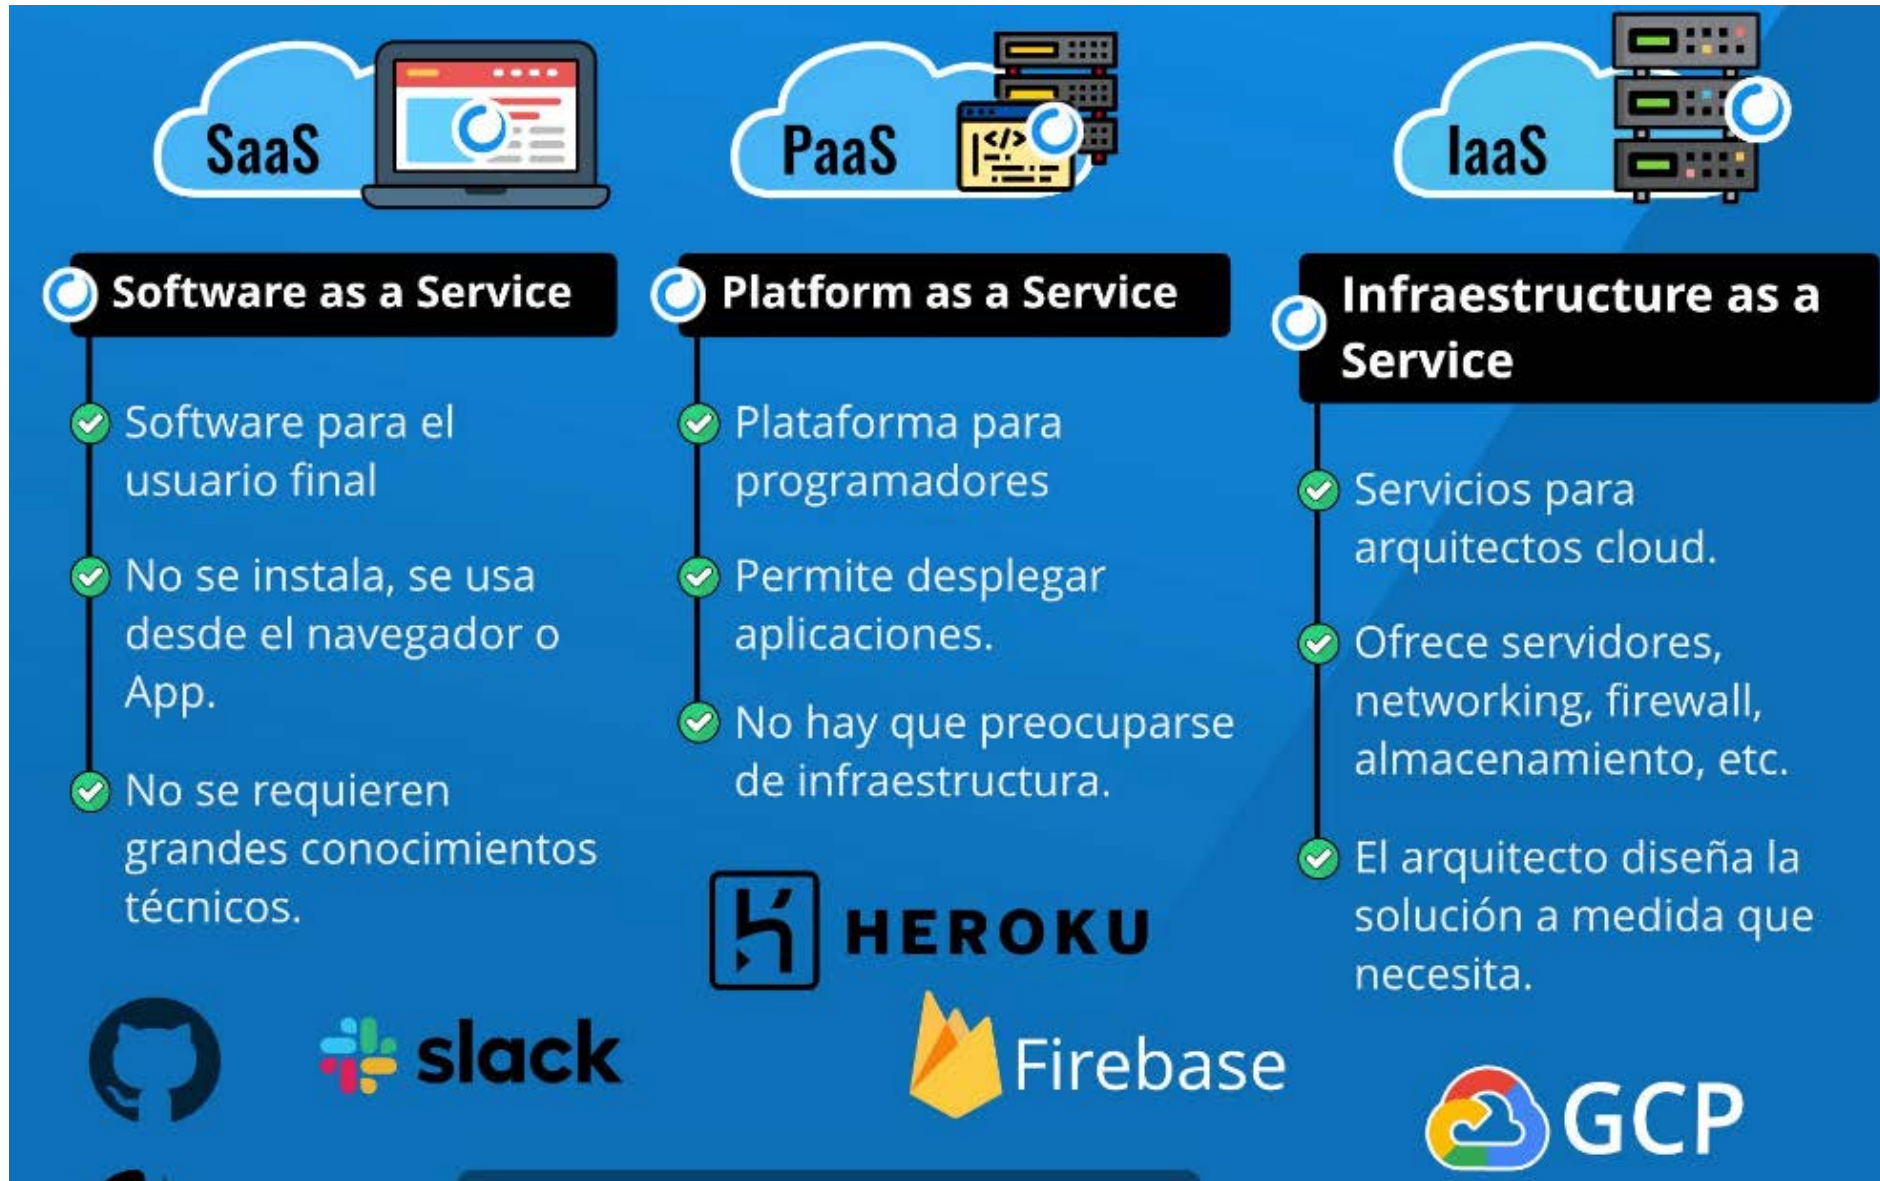 SaaS
Software as a Service
Software para el
usuario final
No se instala, se usa
desde el navegador o
App.
No se requieren
grandes conocimientos
técnicos.
slack
PaaS
</>
Platform as a Service
Plataforma para
programadores
Permite desplegar
aplicaciones.
No hay que preocuparse
de infraestructura.
HEROKU
Firebase
IaaS
Infraestructure as a
Service
Servicios para
arquitectos cloud.
Ofrece servidores,
networking, firewall,
almacenamiento, etc.
El arquitecto diseña la
solución a medida que
necesita.
GCP